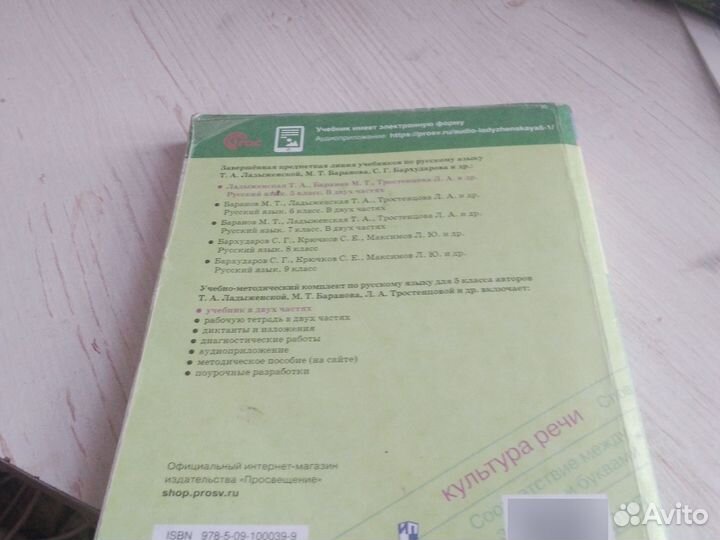 Учебник имеет электронную форму
Аудиоприложение: https://prosv.ru/audio-ladyzhenskaya5-1/
Завершённая предметная линия учебников по русскому языку
Т. А. Ладыженской, М. Т. Баранова, С. Г. Бархударова и др.:
• Ладыженская Т. А., Баранов М. Т., Тростенцова Л. А. и др.
Русский язык. 5 класс. В двух частях
• Баранов М. Т., Ладыженская Т. А., Тростенцова Л. А. и др.
Русский язык. 6 класс. В двух частях
• Баранов М. Т., Ладыженская Т. А., Тростенцова Л. А. и др.
Русский язык. 7 класс. В двух частях
• Бархударов С. Г., Крючков С. Е., Максимов Л. Ю. и др.
Русский язык. 8 класс
• Бархударов С. Г., Крючков С. Е., Максимов Л. Ю. и др.
Русский язык. 9 класс
Учебно-методический комплект по русскому языку для 5 класса авторов
Т. А. Ладыженской, М. Т. Баранова, Л. А. Тростенцовой и др. включает:
• учебник в двух частях
• рабочую тетрадь в двух частях
• диктанты и изложения
• диагностические работы
• аудиоприложение
• методическое пособие (на сайте)
• поурочные разработки
культура речи
Соответствие между
и буквами
Официальный интернет-магазин
издательства «Просвещение»
shop.prosv.ru
ISBN 978-5-09-100039-9
Avito